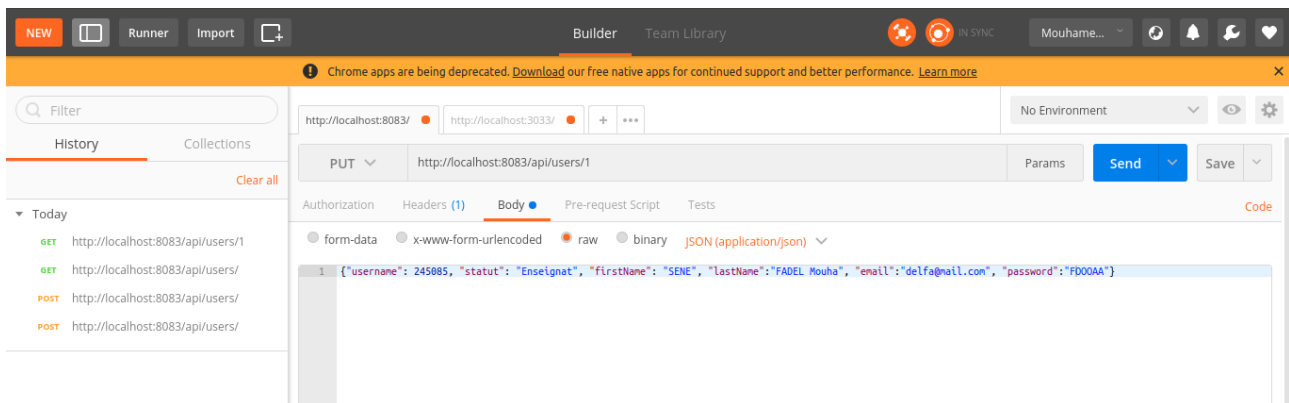 NEW Runner Import Builder Team Library IN SYNC Mouhame...
Chrome apps are being deprecated. Download our free native apps for continued support and better performance. Learn more
Filter
History Collections
Clear all
Today
GET http://localhost:8083/api/users/1
GET http://localhost:8083/api/users/
POST http://localhost:8083/api/users/
POST http://localhost:8083/api/users/
http://localhost:8083/ http://localhost:3033/ + •••
No Environment
PUT http://localhost:8083/api/users/1 Params Send Save
Authorization Headers (1) Body Pre-request Script Tests Code
form-data x-www-form-urlencoded raw binary JSON (application/json)
1 {"username": 245085, "statut": "Enseignat", "firstName": "SENE", "lastName":"FADEL Mouha", "email":"delfa@mail.com", "password":"FDOOAA"}